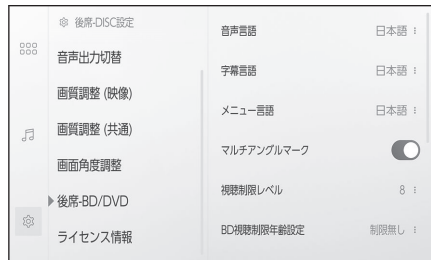 後席-DISC設定
音声出力切替
画質調整 (映像)
画質調整 (共通)
画面角度調整
後席-BD/DVD
ライセンス情報
音声言語 日本語
字幕言語 日本語
メニュー言語 日本語
マルチアングルマーク
視聴制限レベル 8
BD視聴制限年齢設定 制限無し